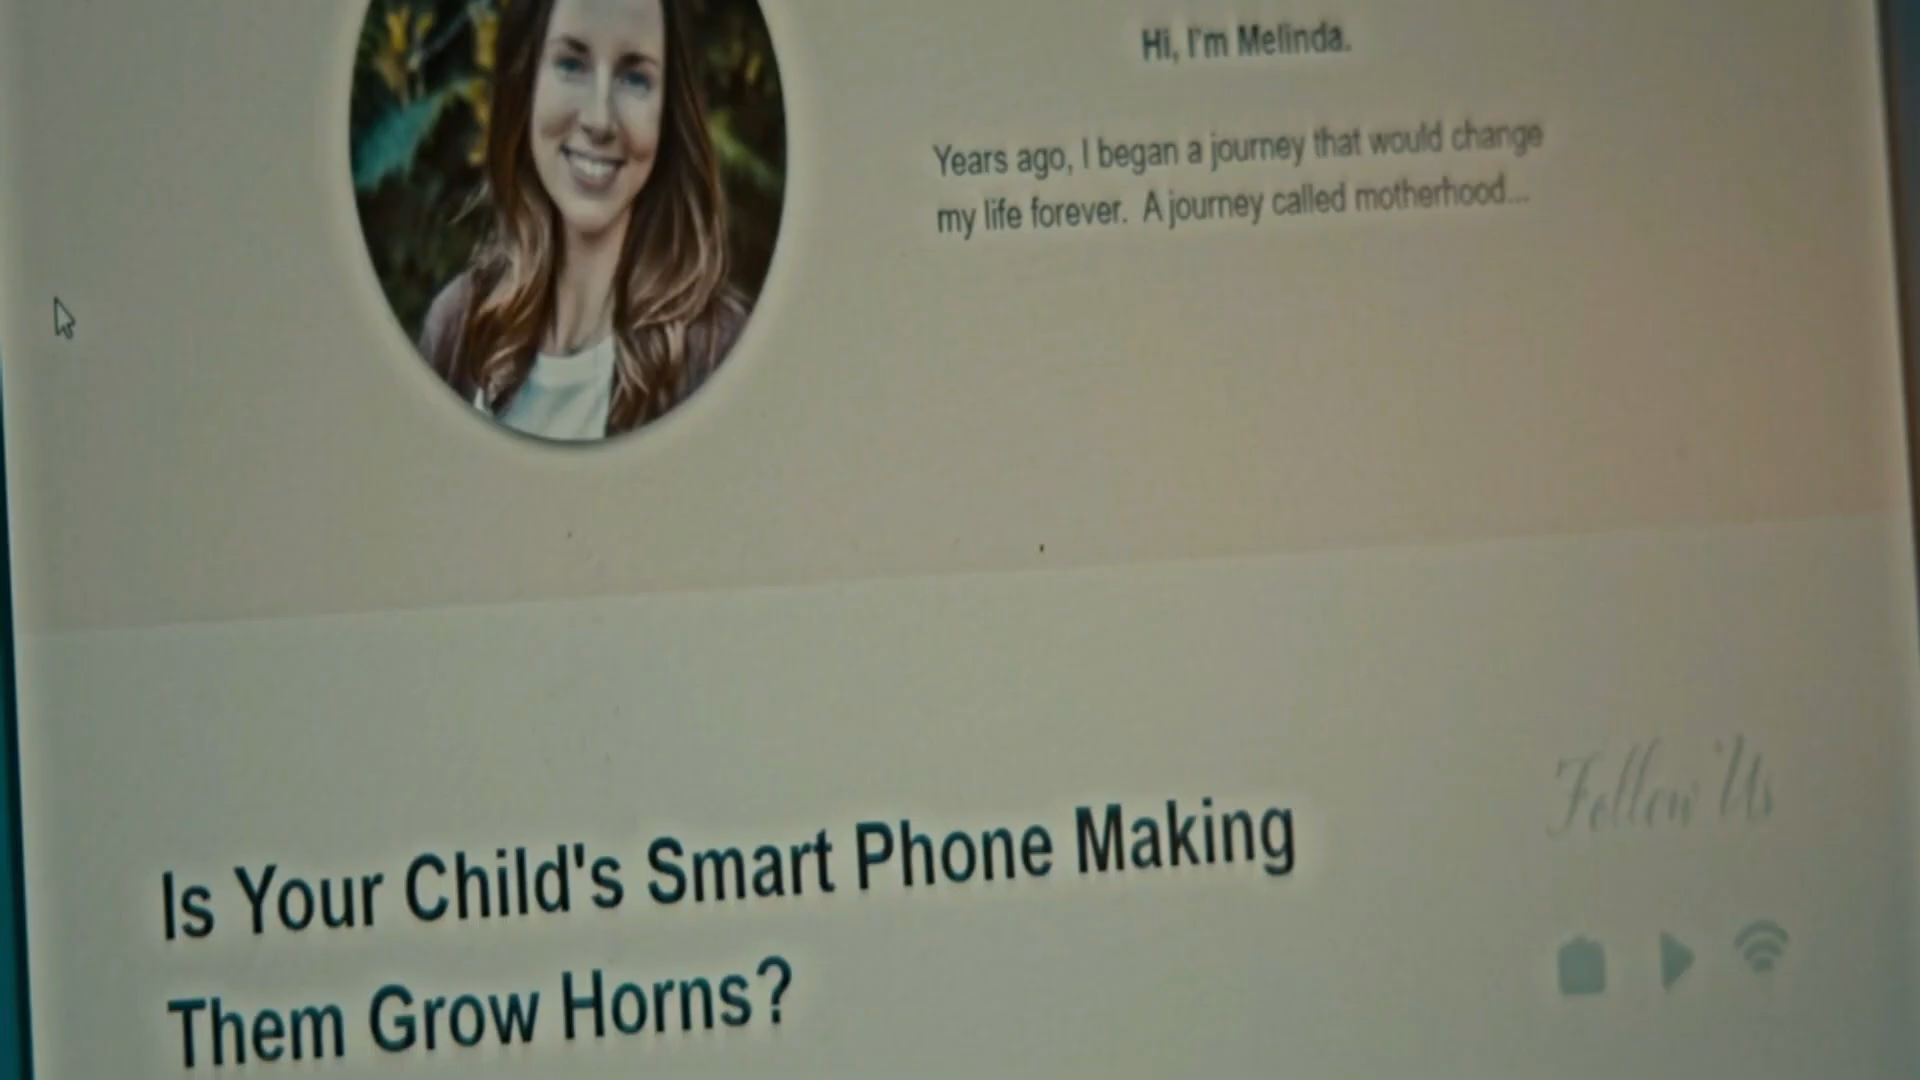 Hi, I'm Melinda.
Years ago, I began a journey that would change
my life forever. A journey called motherhood...
Follow Us
Is Your Child's Smart Phone Making
Them Grow Horns?